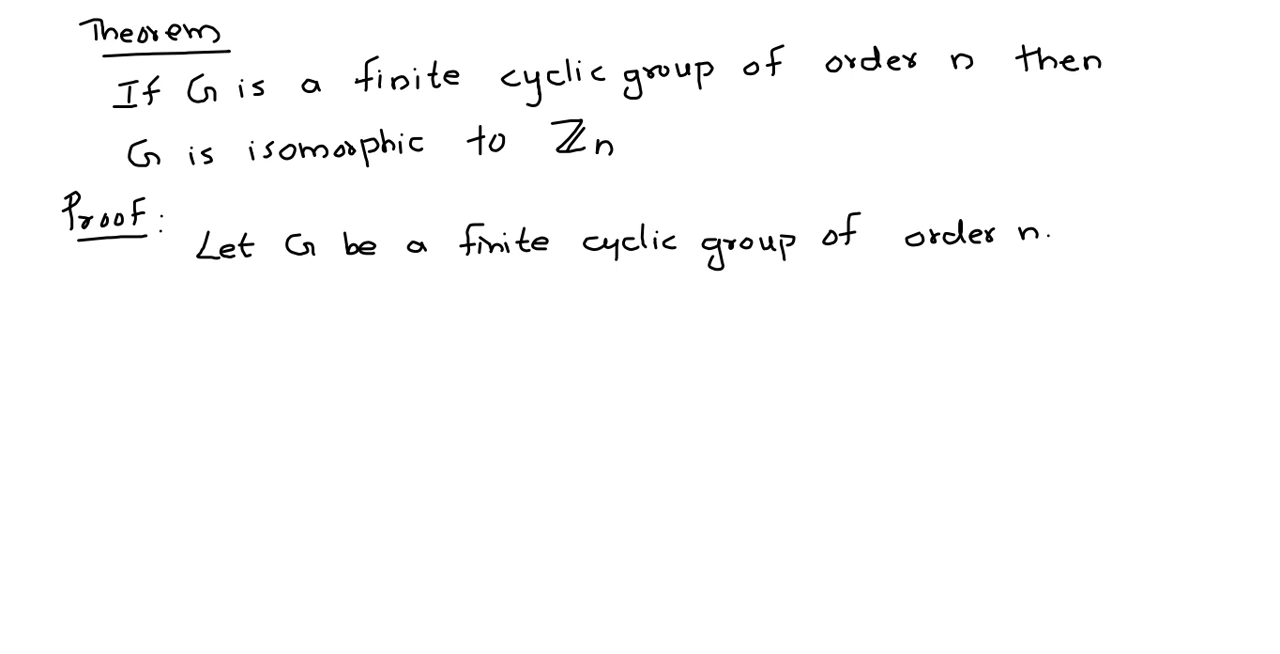 Theorem
If G is a finite cyclic group of order n then
G is isomorphic to ℤn
Proof:
Let G be a finite cyclic group of order n.